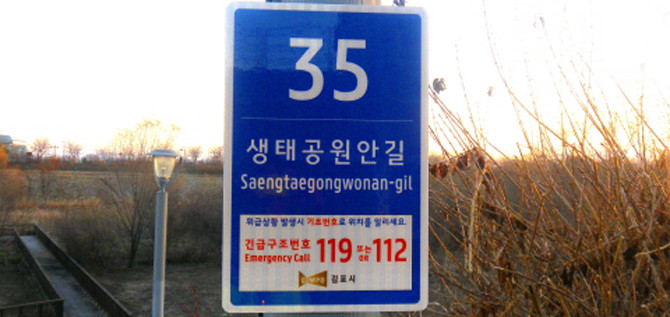 35
생태공원안길
Saengtaegongwonan-gil
위급상황 발생시 기초번호로 위치를 알리세요.
긴급구조번호 119 또는 112
Emergency Call or
김포시